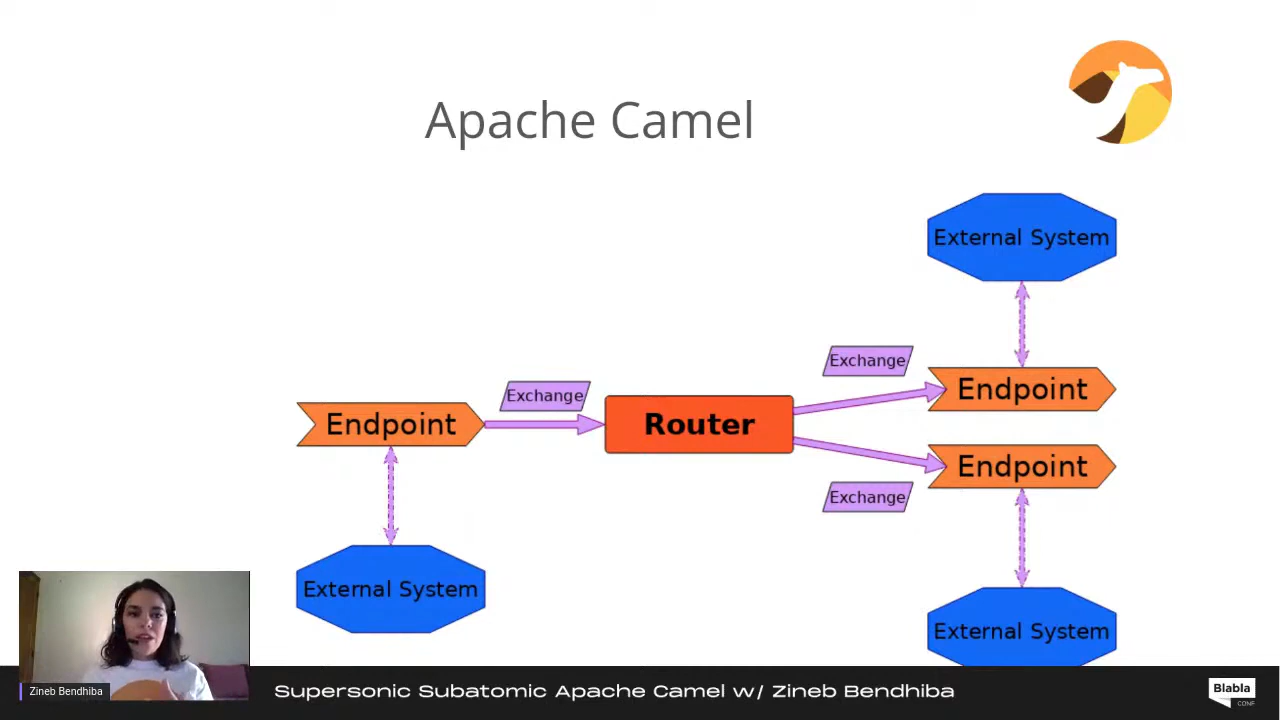 Apache Camel
External System
Exchange
Endpoint
Exchange
Endpoint
Router
Endpoint
Exchange
External System
External System
Zineb Bendhiba
Supersonic Subatomic Apache Camel w/ Zineb Bendhiba
Blabla
CONF